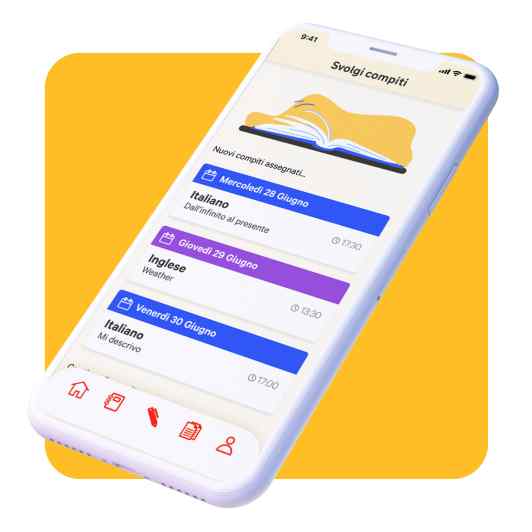 9:41
Svolgi compiti
Nuovi compiti assegnati...
Mercoledì 28 Giugno
Italiano
Dall'infinito al presente
17:30
Giovedì 29 Giugno
Inglese
Weather
13:30
Venerdì 30 Giugno
Italiano
Mi descrivo
17:00